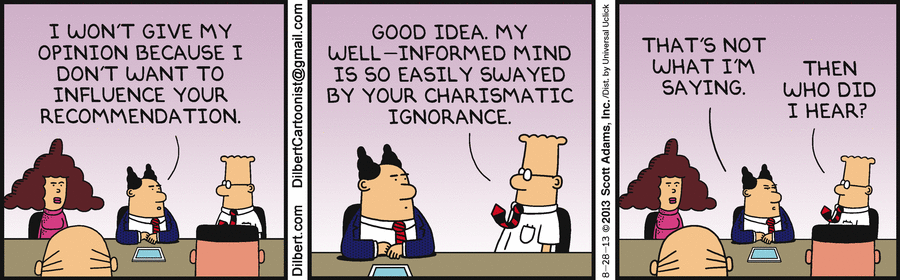 I WON'T GIVE MY
OPINION BECAUSE I
DON'T WANT TO
INFLUENCE YOUR
RECOMMENDATION.
Dilbert.com DilbertCartoonist@gmail.com
GOOD IDEA. MY
WELL-INFORMED MIND
IS SO EASILY SWAYED
BY YOUR CHARISMATIC
IGNORANCE.
8-28-13 © 2013 Scott Adams, Inc. /Dist. by Universal Uclick
THAT'S NOT
WHAT I'M
SAYING.
THEN
WHO DID
I HEAR?